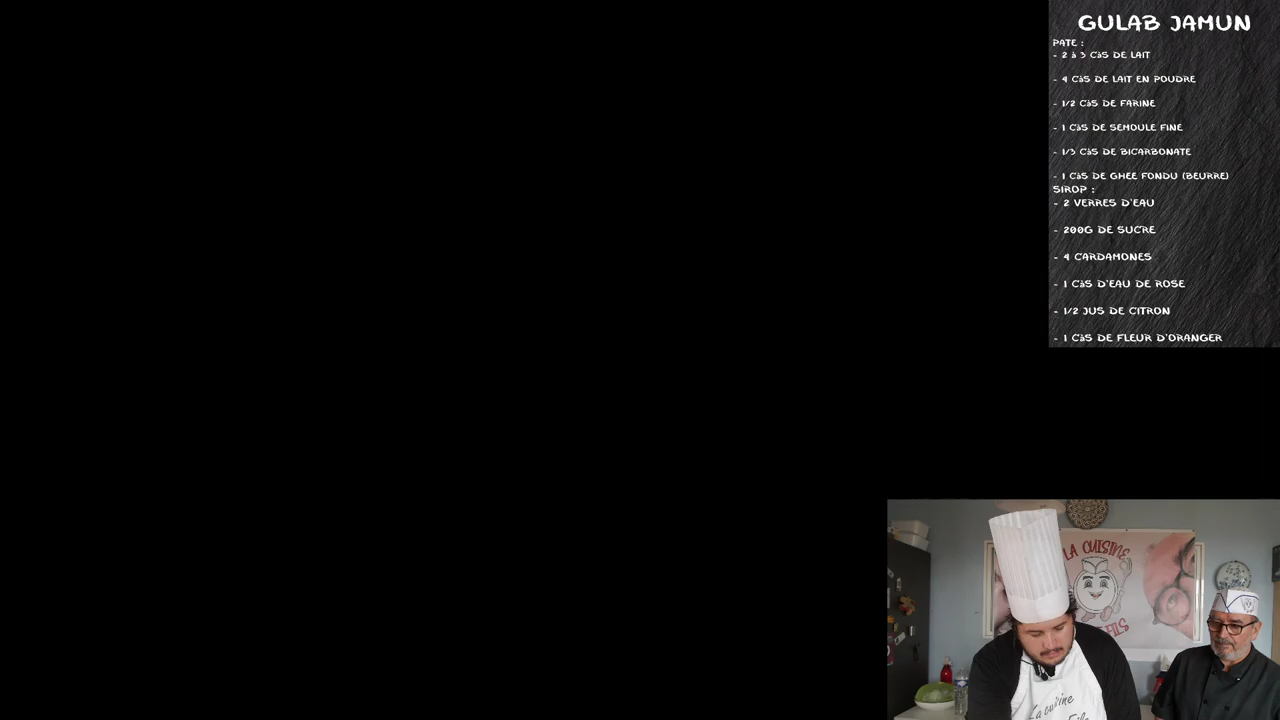 GULAB JAMUN
PATE :
- 2 à 3 CàS DE LAIT
- 4 CàS DE LAIT EN POUDRE
- 1/2 CàS DE FARINE
- 1 CàS DE SEMOULE FINE
- 1/3 CàS DE BICARBONATE
- 1 CàS DE GHEE FONDU (BEURRE)
SIROP :
- 2 VERRES D'EAU
- 200G DE SUCRE
- 4 CARDAMONES
- 1 CàS D'EAU DE ROSE
- 1/2 JUS DE CITRON
- 1 CàS DE FLEUR D'ORANGER
LA CUISINE
FILS
La cuisine